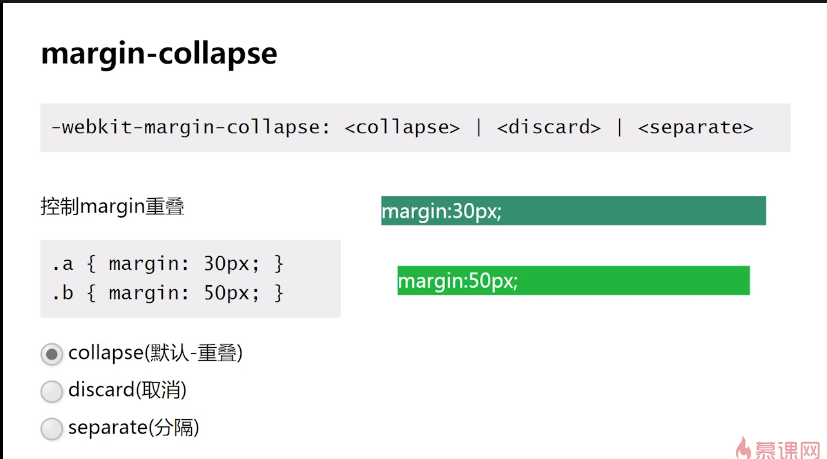 margin-collapse
-webkit-margin-collapse: <collapse> | <discard> | <separate>
控制margin重叠
.a { margin: 30px; }
.b { margin: 50px; }
margin:30px;
margin:50px;
collapse(默认-重叠)
discard(取消)
separate(分隔)
慕课网